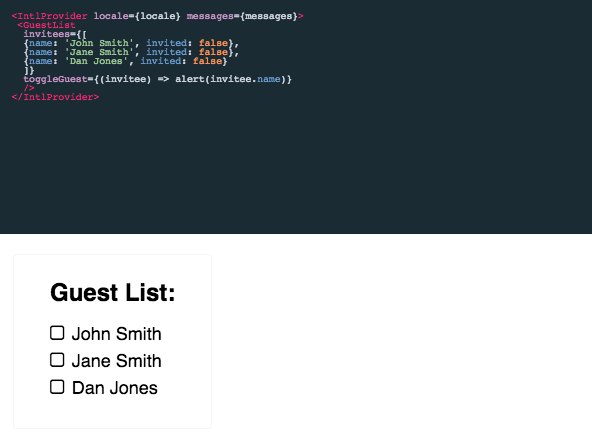 <IntlProvider locale={locale} messages={messages}>
<GuestList
invitees={[
{name: 'John Smith', invited: false},
{name: 'Jane Smith', invited: false},
{name: 'Dan Jones', invited: false}
]}
toggleGuest={(invitee) => alert(invitee.name)}
/>
</IntlProvider>
Guest List:
John Smith
Jane Smith
Dan Jones